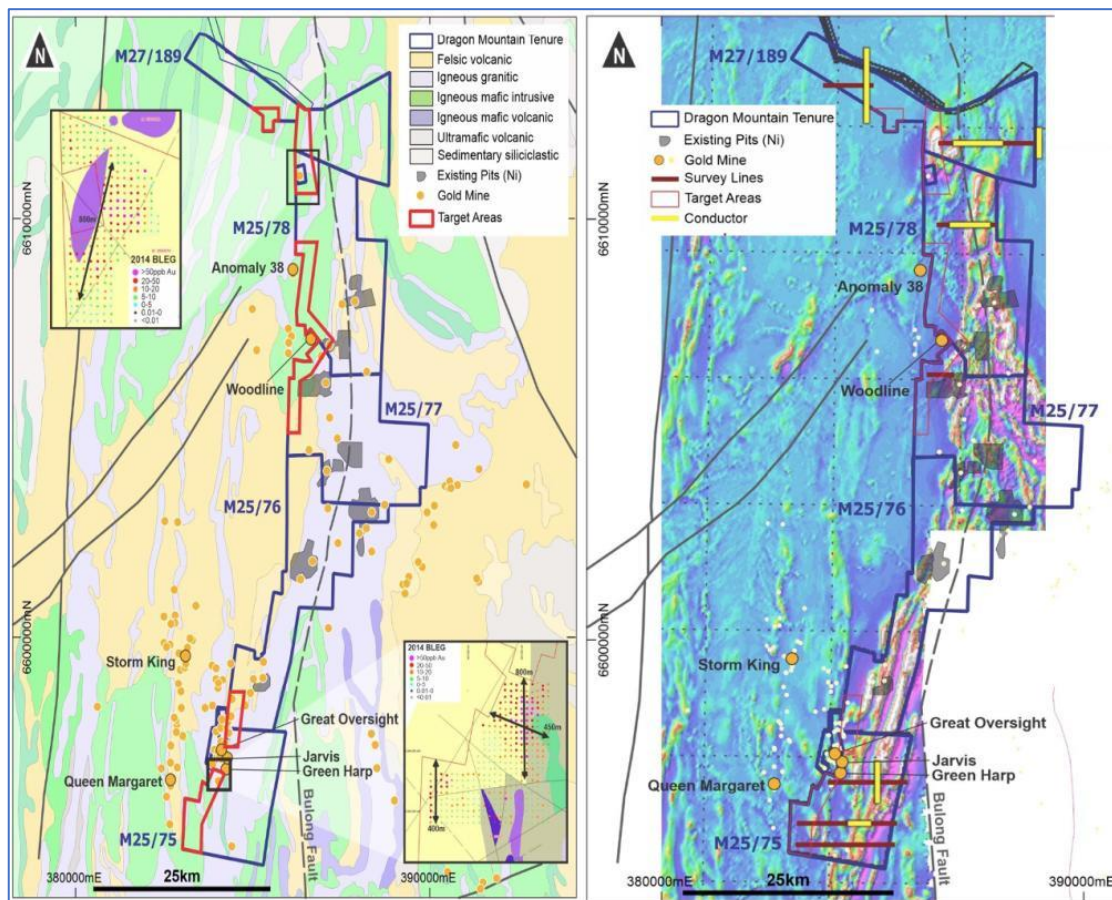 N
M27/189
Dragon Mountain Tenure
Felsic volcanic
Igneous granitic
Igneous mafic intrusive
Igneous mafic volcanic
Ultramafic volcanic
Sedimentary siliciclastic
Existing Pits (Ni)
Gold Mine
Target Areas
800m
2014 BLEG
>50ppb Au
20-50
10-20
5-10
0-5
0.01-0
<0.01
6610000mN
M25/78
Anomaly 38
Woodline
M25/77
M25/76
6600000mN
Storm King
Great Oversight
Jarvis
Green Harp
Queen Margaret
M25/75
Bulong Fault
2014 BLEG
>50ppb Au
20-50
10-20
5-10
0-5
0.01-0
<0.01
800m
450m
400m
380000mE
25km
390000mE
N
M27/189
Dragon Mountain Tenure
Existing Pits (Ni)
Gold Mine
Survey Lines
Target Areas
Conductor
6610000mN
M25/78
Anomaly 38
Woodline
M25/77
M25/76
6600000mN
Storm King
Great Oversight
Jarvis
Green Harp
Queen Margaret
M25/75
Bulong Fault
380000mE
25km
390000mE